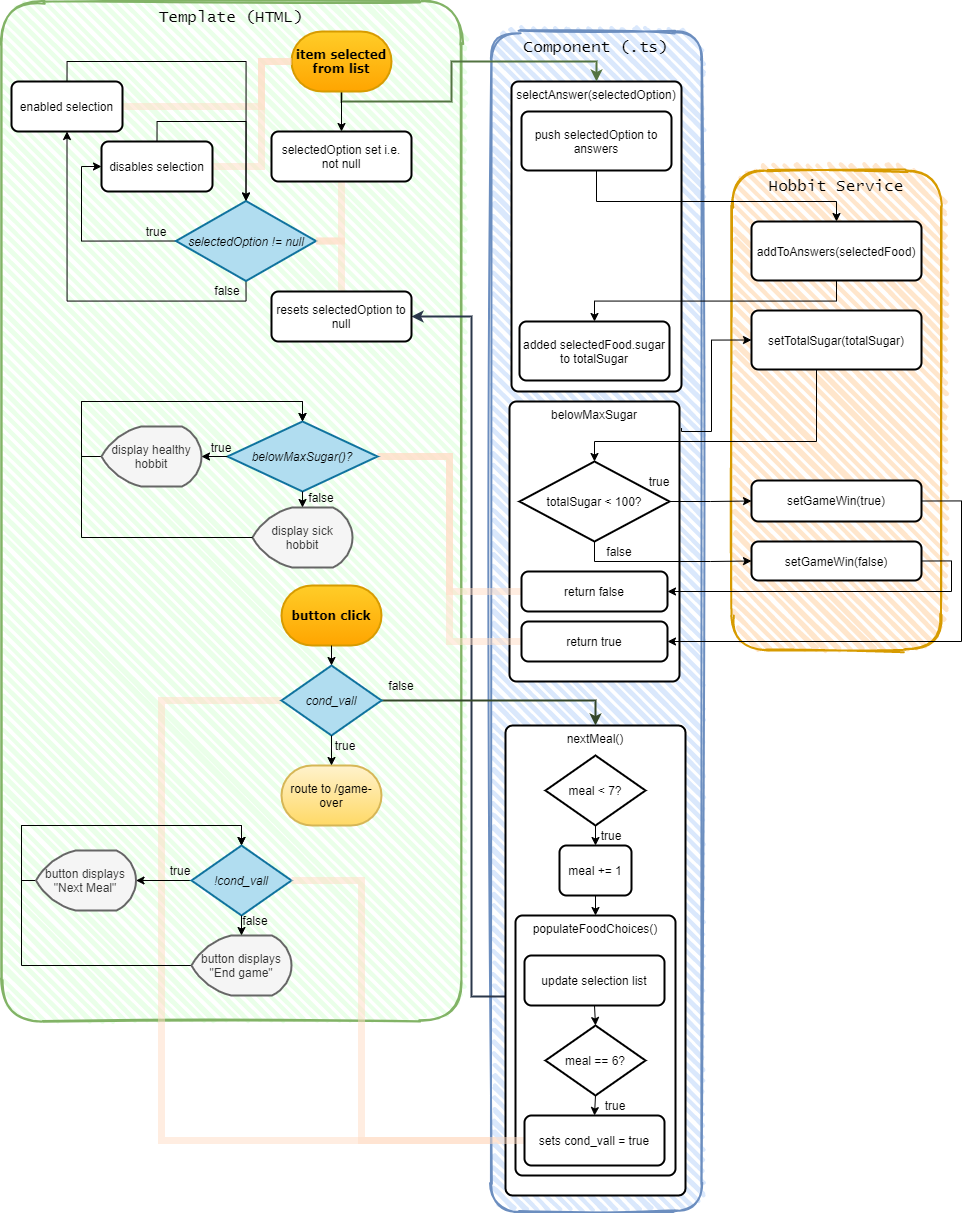 Template (HTML)
item selected
from list
enabled selection
disables selection
selectedOption set i.e.
not null
selectedOption != null
true
false
resets selectedOption to
null
display healthy
hobbit
true
belowMaxSugar()?
false
display sick
hobbit
button click
cond_vall
false
true
route to /game-
over
button displays
"Next Meal"
true
!cond_vall
false
button displays
"End game"
Component (.ts)
selectAnswer(selectedOption)
push selectedOption to
answers
added selectedFood.sugar
to totalSugar
belowMaxSugar
totalSugar < 100?
true
false
return false
return true
nextMeal()
meal < 7?
true
meal += 1
populateFoodChoices()
update selection list
meal == 6?
true
sets cond_vall = true
Hobbit Service
addToAnswers(selectedFood)
setTotalSugar(totalSugar)
setGameWin(true)
setGameWin(false)